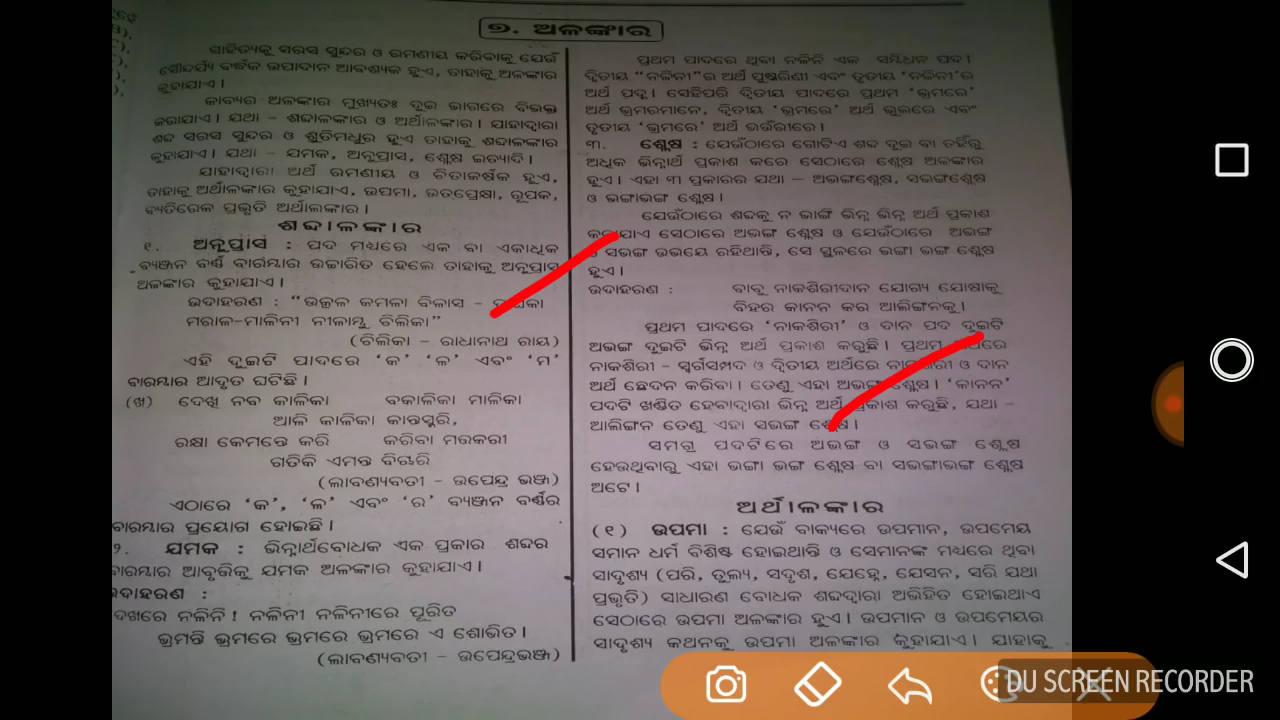 ୭. ଅଳଙ୍କାର
ସାହିତ୍ୟକୁ ସରସ ସୁନ୍ଦର ଓ ରମଣୀୟ କରିବାକୁ ଯେଉଁ
ସୌନ୍ଦର୍ଯ୍ୟ ବର୍ଦ୍ଧକ ଉପାଦାନ ଆବଶ୍ୟକ ହୁଏ, ତାହାକୁ ଅଳଙ୍କାର
କୁହାଯାଏ।
କାବ୍ୟର ଅଳଙ୍କାର ମୁଖ୍ୟତଃ ଦୁଇ ଭାଗରେ ବିଭକ୍ତ
କରାଯାଏ। ଯଥା - ଶବ୍ଦାଳଙ୍କାର ଓ ଅର୍ଥାଳଙ୍କାର। ଯାହାଦ୍ୱାରା
ଶବ୍ଦ ସରସ ସୁନ୍ଦର ଓ ଶ୍ରୁତିମଧୁର ହୁଏ ତାହାକୁ ଶବ୍ଦାଳଙ୍କାର
କୁହାଯାଏ। ଯଥା - ଯମକ, ଅନୁପ୍ରାସ, ଶ୍ଳେଷ ଇତ୍ୟାଦି।
ଯାହାଦ୍ୱାରା ଅର୍ଥ ରମଣୀୟ ଓ ଚିତାକର୍ଷକ ହୁଏ,
ତାହାକୁ ଅର୍ଥାଳଙ୍କାର କୁହାଯାଏ, ଉପମା, ଉତ୍‌ପ୍ରେକ୍ଷା, ରୂପକ,
ବ୍ୟତିରେକ ପ୍ରଭୃତି ଅର୍ଥାଳଙ୍କାର।
ଶବ୍ଦାଳଙ୍କାର
୧. ଅନୁପ୍ରାସ : ପଦ ମଧ୍ୟରେ ଏକ ବା ଏକାଧିକ
ବ୍ୟଞ୍ଜନ ବର୍ଣ୍ଣ ବାରମ୍ବାର ଉଚ୍ଚାରିତ ହେଲେ ତାହାକୁ ଅନୁପ୍ରାସ
ଅଳଙ୍କାର କୁହାଯାଏ।
ଉଦାହରଣ : “ଉତ୍କଳ କମଳା ବିଳାସ -
ମରାଳ-ମାଳିନୀ ନୀଳାମ୍ବୁ ଚିଲିକା”
(ଚିଲିକା - ରାଧାନାଥ ରାୟ)
ଏହି ଦୁଇଟି ପାଦରେ ‘କ’ ‘ଳ’ ଏବଂ ‘ମ’
ବାରମ୍ବାର ଆବୃତ ଘଟିଛି।
(ଖ) ଦେଖି ନବ କାଳିକା ବକାଳିକା ମାଳିକା
ଆଳି କାଳିକା କାନ୍ତସ୍ମରି,
ରକ୍ଷା କେମନ୍ତେ କରି କରିବା ମତ୍ତକରୀ
ଗତିକି ଏମନ୍ତ ବିଚାରି
(ଲାବଣ୍ୟବତୀ - ଉପେନ୍ଦ୍ର ଭଞ୍ଜ)
ଏଠାରେ ‘କ’, ‘ଳ’ ଏବଂ ‘ର’ ବ୍ୟଞ୍ଜନ ବର୍ଣ୍ଣର
ବାରମ୍ବାର ପ୍ରୟୋଗ ହୋଇଛି।
୨. ଯମକ : ଭିନ୍ନାର୍ଥବୋଧକ ଏକ ପ୍ରକାର ଶବ୍ଦର
ବାରମ୍ବାର ଆବୃତ୍ତିକୁ ଯମକ ଅଳଙ୍କାର କୁହାଯାଏ।
ଉଦାହରଣ :
ଦେଖରେ ନଳିନି! ନଳିନୀ ନଳିନୀରେ ପୂରିତ
ଭ୍ରମନ୍ତି ଭ୍ରମରେ ଭ୍ରମରେ ଭ୍ରମରେ ଏ ଶୋଭିତ।
(ଲାବଣ୍ୟବତୀ - ଉପେନ୍ଦ୍ରଭଞ୍ଜ)
ପ୍ରଥମ ପାଦରେ ଥିବା ନଳିନି ଏକ ସମ୍ବିଧାନ ପଦ।
ଦ୍ୱିତୀୟ “ନଳିନୀ”ର ଅର୍ଥ ପୁଷ୍କରିଣୀ ଏବଂ ତୃତୀୟ ‘ନଳିନୀ’ର
ଅର୍ଥ ପଦ୍ମ। ସେହିପରି ଦ୍ୱିତୀୟ ପାଦରେ ପ୍ରଥମ ‘ଭ୍ରମରେ’
ଅର୍ଥ ଭ୍ରମରମାନେ, ଦ୍ୱିତୀୟ ‘ଭ୍ରମରେ’ ଅର୍ଥ ଭୁଲରେ ଏବଂ
ତୃତୀୟ ‘ଭ୍ରମରେ’ ଅର୍ଥ ଭଉଁରୀରେ।
୩. ଶ୍ଳେଷ : ଯେଉଁଠାରେ ଗୋଟିଏ ଶବ୍ଦ ଦୁଇ ବା ତହିଁରୁ
ଅଧିକ ଭିନ୍ନାର୍ଥ ପ୍ରକାଶ କରେ ସେଠାରେ ଶ୍ଳେଷ ଅଳଙ୍କାର
ହୁଏ। ଏହା ୩ ପ୍ରକାରର ଯଥା – ଅଭଙ୍ଗଶ୍ଳେଷ, ସଭଙ୍ଗଶ୍ଳେଷ
ଓ ଭଙ୍ଗାଭଙ୍ଗ ଶ୍ଳେଷ।
ଯେଉଁଠାରେ ଶବ୍ଦକୁ ନ ଭାଙ୍ଗି ଭିନ୍ନ ଭିନ୍ନ ଅର୍ଥ ପ୍ରକାଶ
କରାଯାଏ ସେଠାରେ ଅଭଙ୍ଗ ଶ୍ଳେଷ ଓ ଯେଉଁଠାରେ ଅଭଙ୍ଗ
ଓ ସଭଙ୍ଗ ଉଭୟେ ରହିଥାନ୍ତି, ସେ ସ୍ଥଳରେ ଭଙ୍ଗା ଭଙ୍ଗ ଶ୍ଳେଷ
ହୁଏ।
ଉଦାହରଣ : ବାବୁ ନାକଶିରୀଦାନ ଯୋଗ୍ୟ ଯୋଷାକୁ
ବିହର କାନନ କର ଆଲିଙ୍ଗନକୁ।
ପ୍ରଥମ ପାଦରେ ‘ନାକଶିରୀ’ ଓ ଦାନ ପଦ ଦୁଇଟି
ଅଭଙ୍ଗ ଦୁଇଟି ଭିନ୍ନ ଅର୍ଥ ପ୍ରକାଶ କରୁଛି। ପ୍ରଥମ ଅର୍ଥରେ
ନାକଶିରୀ - ସ୍ୱର୍ଗସମ୍ପଦ ଓ ଦ୍ୱିତୀୟ ଅର୍ଥରେ ନାକଶିରୀ ଓ ଦାନ
ଅର୍ଥ ଛେଦନ କରିବା। ତେଣୁ ଏହା ଅଭଙ୍ଗ ଶ୍ଳେଷ। ‘କାନନ’
ପଦଟି ଖଣ୍ଡିତ ହେବାଦ୍ୱାରା ଭିନ୍ନ ଅର୍ଥ ପ୍ରକାଶ କରୁଛି, ଯଥା -
ଆଲିଙ୍ଗନ ତେଣୁ ଏହା ସଭଙ୍ଗ ଶ୍ଳେଷ।
ସମଗ୍ର ପଦଟିରେ ଅଭଙ୍ଗ ଓ ସଭଙ୍ଗ ଶ୍ଳେଷ
ହେଉଥିବାରୁ ଏହା ଭଙ୍ଗା ଭଙ୍ଗ ଶ୍ଳେଷ ବା ସଭଙ୍ଗାଭଙ୍ଗ ଶ୍ଳେଷ
ଅଟେ।
ଅର୍ଥାଳଙ୍କାର
(୧) ଉପମା : ଯେଉଁ ବାକ୍ୟରେ ଉପମାନ, ଉପମେୟ
ସମାନ ଧର୍ମ ବିଶିଷ୍ଟ ହୋଇଥାନ୍ତି ଓ ସେମାନଙ୍କ ମଧ୍ୟରେ ଥିବା
ସାଦୃଶ୍ୟ (ପରି, ତୁଲ୍ୟ, ସଦୃଶ, ଯେହ୍ନେ, ଯେସନ, ସରି ଯଥା
ପ୍ରଭୃତି) ସାଧାରଣ ବୋଧକ ଶବ୍ଦଦ୍ୱାରା ଅଭିହିତ ହୋଇଥାଏ
ସେଠାରେ ଉପମା ଅଳଙ୍କାର ହୁଏ। ଉପମାନ ଓ ଉପମେୟର
ସାଦୃଶ୍ୟ କଥନକୁ ଉପମା ଅଳଙ୍କାର କୁହାଯାଏ। ଯାହାକୁ
DU SCREEN RECORDER